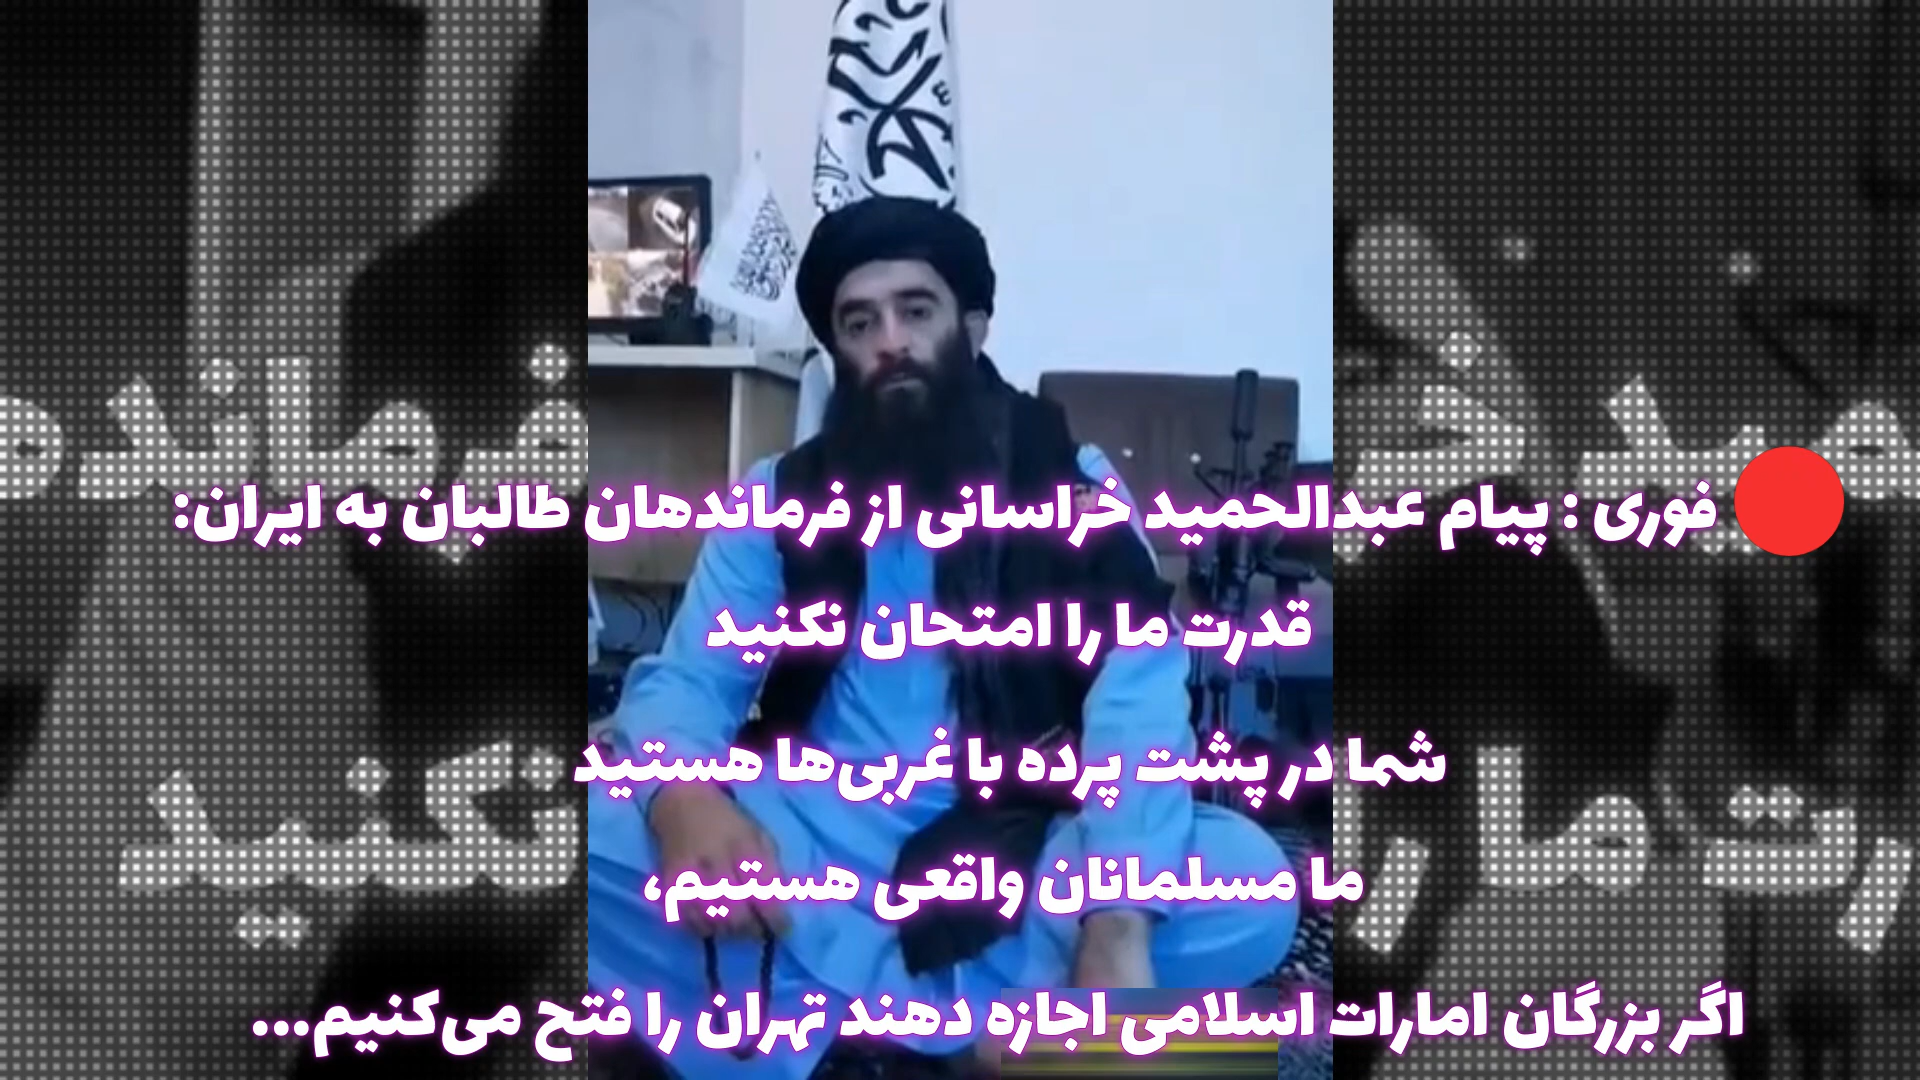 فوری : پیام عبدالحمید خراسانی از فرماندهان طالبان به ایران:
قدرت ما را امتحان نکنید
شما در پشت پرده با غربی‌ها هستید
ما مسلمانان واقعی هستیم،
اگر بزرگان امارات اسلامی اجازه دهند تهران را فتح می‌کنیم...